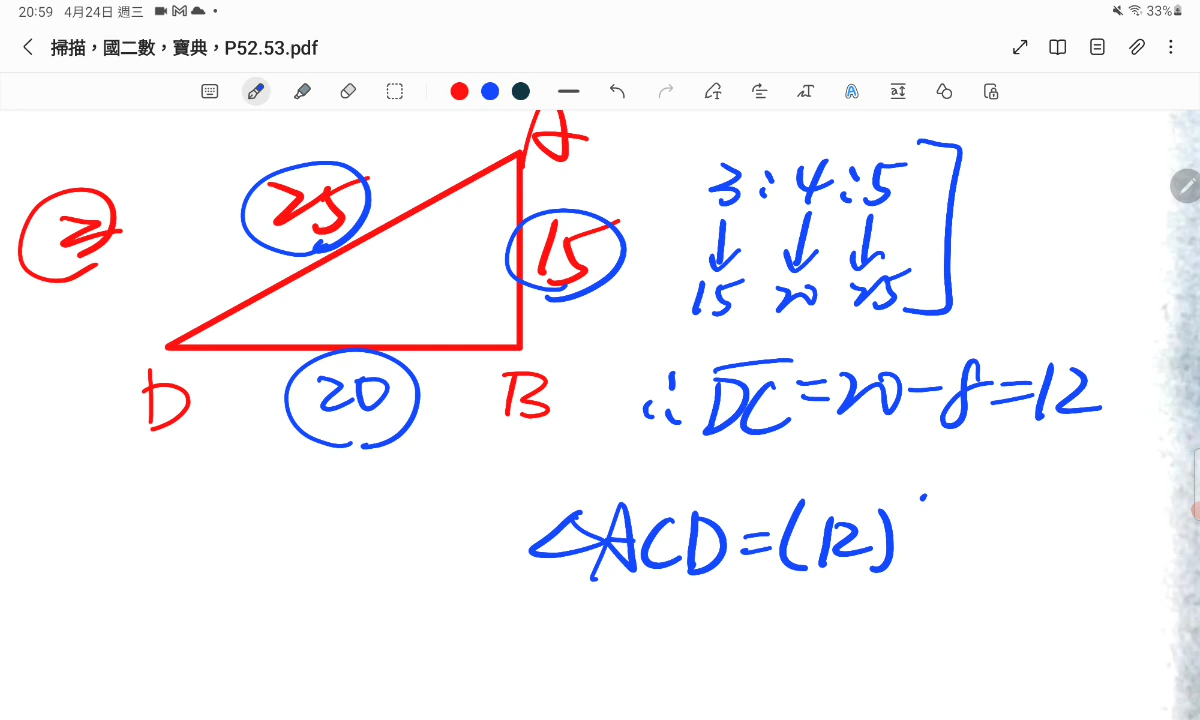 20:59 4月24日 週三 33%
掃描，國二數，寶典，P52.53.pdf
A
3:4:5
25
2
15
15 20 25
D
20
B
∴ DC=20-8=12
△ACD=(12)